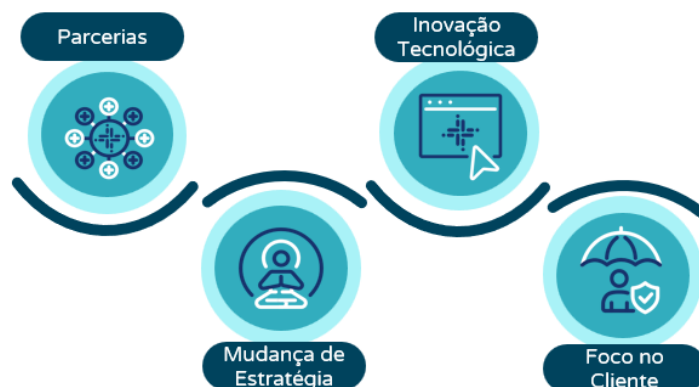 Parcerias
Inovação
Tecnológica
Mudança de
Estratégia
Foco no
Cliente